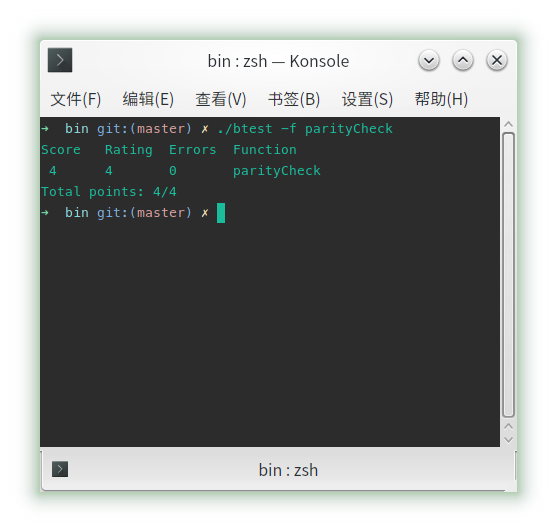 bin : zsh — Konsole
文件(F) 编辑(E) 查看(V) 书签(B) 设置(S) 帮助(H)
➜  bin git:(master) ✗ ./btest -f parityCheck
Score   Rating  Errors  Function
 4      4       0       parityCheck
Total points: 4/4
➜  bin git:(master) ✗
bin : zsh